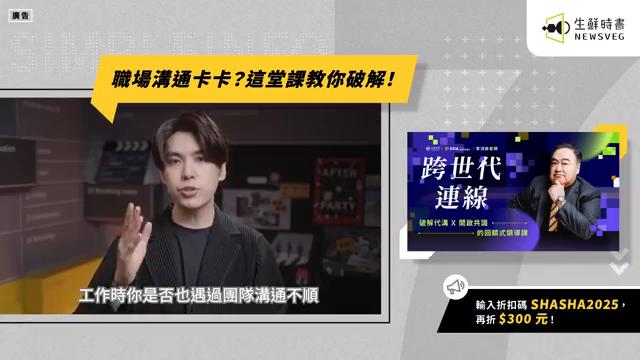 廣告
生鮮時書
NEWSVEG
職場溝通卡卡？這堂課教你破解！
跨世代
連線
破解代溝 X 開啟共識
的回饋式領導課
AFTER
PARTY
工作時你是否也遇過團隊溝通不順
輸入折扣碼 SHASHA2025，
再折 $300 元！